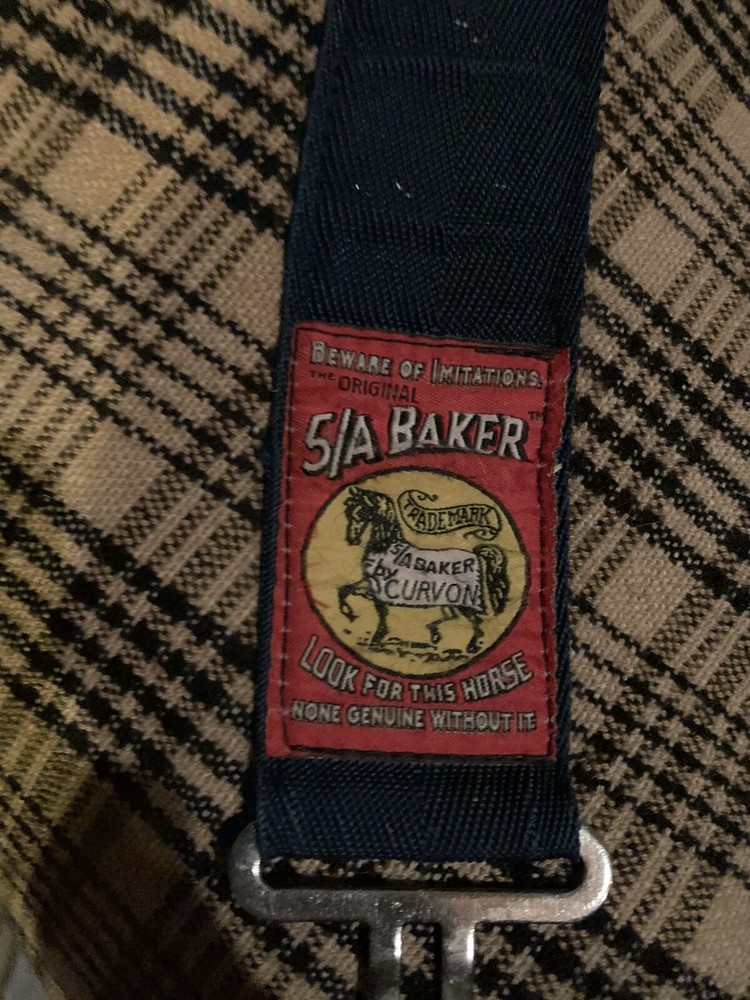 BEWARE OF IMITATIONS.
THE ORIGINAL
5/A BAKER™
TRADEMARK
5/A BAKER
by
CURVON
LOOK FOR THIS HORSE
NONE GENUINE WITHOUT IT